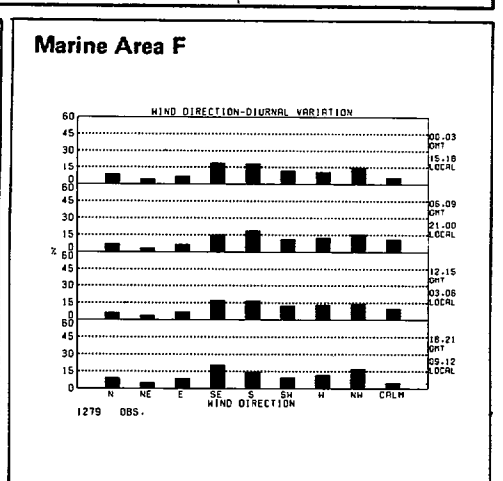 Marine Area F
WIND DIRECTION-DIURNAL VARIATION
60
45
30
15
0
00.03
GMT
15.18
LOCAL
60
45
30
15
0
06.09
GMT
21.00
LOCAL
%
60
45
30
15
0
12.15
GMT
03.06
LOCAL
60
45
30
15
0
18.21
GMT
09.12
LOCAL
N NE E SE S SW W NW CALM
WIND DIRECTION
1279 OBS.